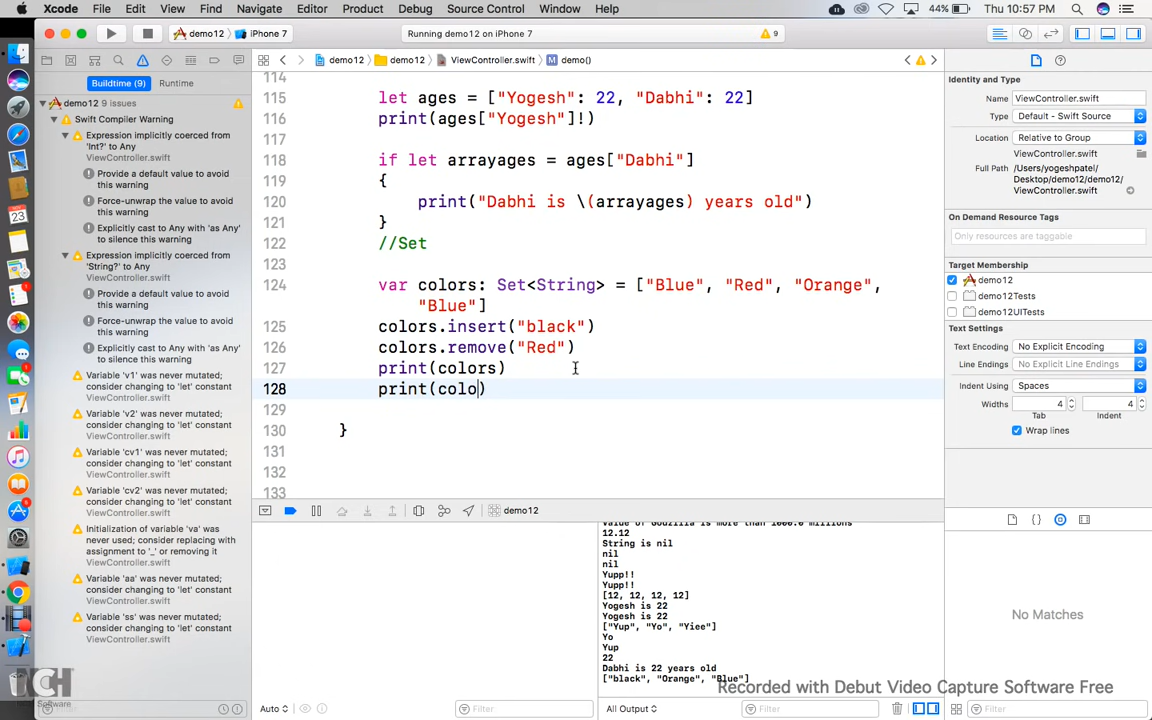 Xcode File Edit View Find Navigate Editor Product Debug Source Control Window Help 44% Thu 10:57 PM
demo12 iPhone 7 Running demo12 on iPhone 7 9
demo12 demo12 ViewController.swift M demo()
Buildtime (9) Runtime
demo12 9 issues
Swift Compiler Warning
Expression implicitly coerced from
'Int?' to Any
ViewController.swift
Provide a default value to avoid
this warning
Force-unwrap the value to avoid
this warning
Explicitly cast to Any with 'as Any'
to silence this warning
Expression implicitly coerced from
'String?' to Any
ViewController.swift
Provide a default value to avoid
this warning
Force-unwrap the value to avoid
this warning
Explicitly cast to Any with 'as Any'
to silence this warning
Variable 'v1' was never mutated;
consider changing to 'let' constant
ViewController.swift
Variable 'v2' was never mutated;
consider changing to 'let' constant
ViewController.swift
Variable 'cv1' was never mutated;
consider changing to 'let' constant
ViewController.swift
Variable 'cv2' was never mutated;
consider changing to 'let' constant
ViewController.swift
Initialization of variable 'va' was
never used; consider replacing with
assignment to '_' or removing it
ViewController.swift
Variable 'aa' was never mutated;
consider changing to 'let' constant
ViewController.swift
Variable 'ss' was never mutated;
consider changing to 'let' constant
ViewController.swift
114
115 let ages = ["Yogesh": 22, "Dabhi": 22]
116 print(ages["Yogesh"]!)
117
118 if let arrayages = ages["Dabhi"]
119 {
120 print("Dabhi is \(arrayages) years old")
121 }
122 //Set
123
124 var colors: Set<String> = ["Blue", "Red", "Orange",
"Blue"]
125 colors.insert("black")
126 colors.remove("Red")
127 print(colors)
128 print(colo)
129
130 }
131
132
133
demo12
Value of Godzilla is more than 1000.0 millions
12.12
String is nil
nil
nil
Yupp!!
Yupp!!
[12, 12, 12, 12]
Yogesh is 22
Yogesh is 22
["Yup", "Yo", "Yiee"]
Yo
Yup
22
Dabhi is 22 years old
["black", "Orange", "Blue"]
Auto Filter All Output Filter Filter
Identity and Type
Name ViewController.swift
Type Default - Swift Source
Location Relative to Group
ViewController.swift
Full Path /Users/yogeshpatel/
Desktop/demo12/demo12/
ViewController.swift
On Demand Resource Tags
Only resources are taggable
Target Membership
demo12
demo12Tests
demo12UITests
Text Settings
Text Encoding No Explicit Encoding
Line Endings No Explicit Line Endings
Indent Using Spaces
Widths 4 4
Tab Indent
Wrap lines
No Matches
NCH
Software
Recorded with Debut Video Capture Software Free